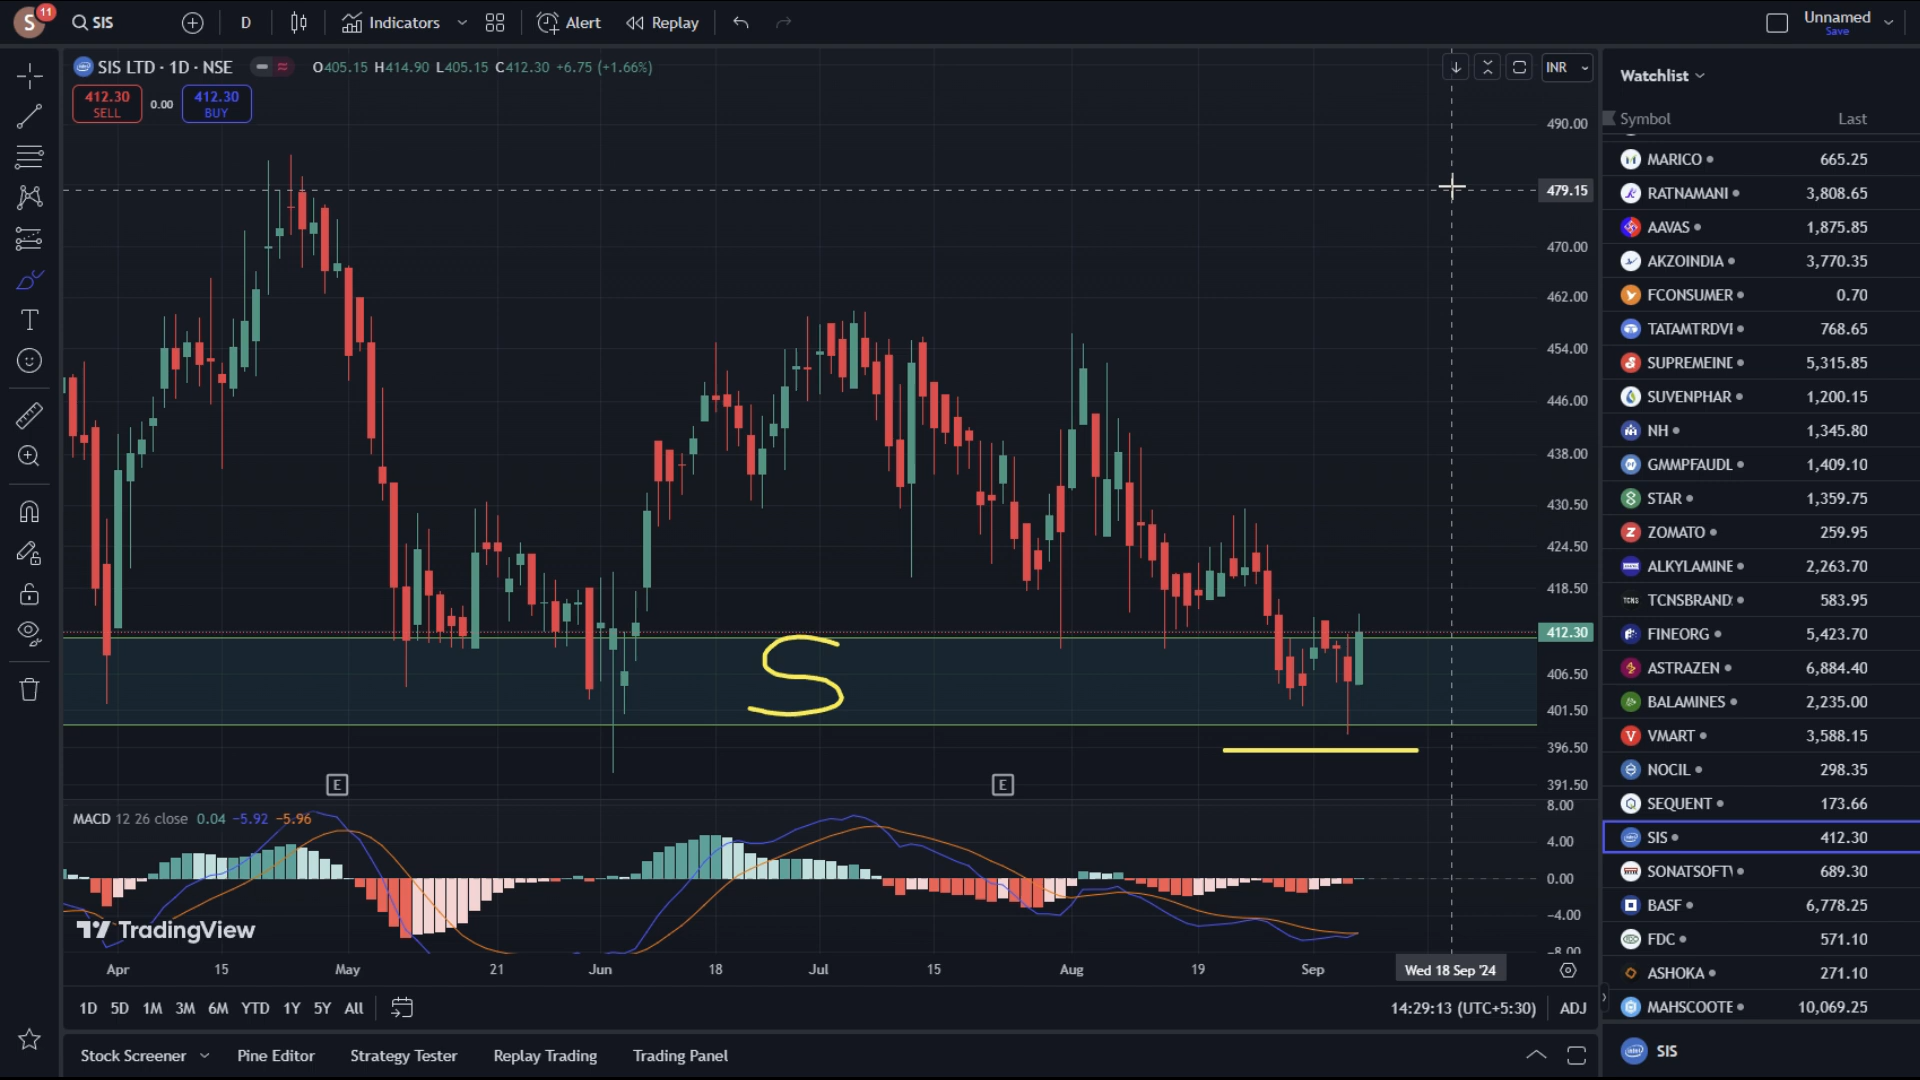 S 11 SIS D Indicators Alert Replay Unnamed
Save
SIS LTD · 1D · NSE O405.15 H414.90 L405.15 C412.30 +6.75 (+1.66%) INR
412.30 0.00 412.30
SELL BUY
490.00
479.15
470.00
462.00
454.00
446.00
438.00
430.50
424.50
418.50
412.30
406.50
401.50
396.50
391.50
S
E E
MACD 12 26 close 0.04 −5.92 −5.96
8.00
4.00
0.00
−4.00
−8.00
TradingView
Apr 15 May 21 Jun 18 Jul 15 Aug 19 Sep Wed 18 Sep '24
1D 5D 1M 3M 6M YTD 1Y 5Y All 14:29:13 (UTC+5:30) ADJ
Stock Screener Pine Editor Strategy Tester Replay Trading Trading Panel
Watchlist
Symbol Last
MARICO 665.25
RATNAMANI 3,808.65
AAVAS 1,875.85
AKZOINDIA 3,770.35
FCONSUMER 0.70
TATAMTRDVI 768.65
SUPREMEIND 5,315.85
SUVENPHAR 1,200.15
NH 1,345.80
GMMPFAUDL 1,409.10
STAR 1,359.75
ZOMATO 259.95
ALKYLAMINE 2,263.70
TCNSBRAND 583.95
FINEORG 5,423.70
ASTRAZEN 6,884.40
BALAMINES 2,235.00
VMART 3,588.15
NOCIL 298.35
SEQUENT 173.66
SIS 412.30
SONATSOFTW 689.30
BASF 6,778.25
FDC 571.10
ASHOKA 271.10
MAHSCOOTE 10,069.25
SIS